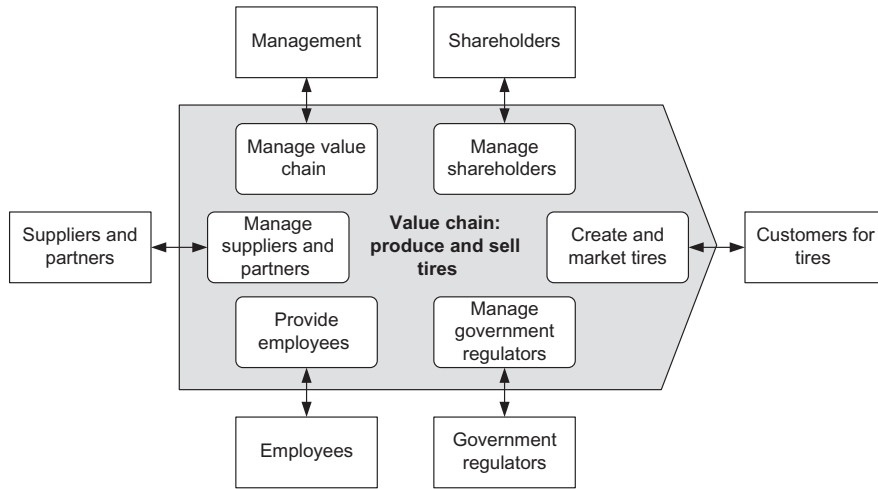 Management
Shareholders
Manage value
chain
Manage
shareholders
Suppliers and
partners
Manage
suppliers and
partners
Value chain:
produce and sell
tires
Create and
market tires
Customers for
tires
Provide
employees
Manage
government
regulators
Employees
Government
regulators